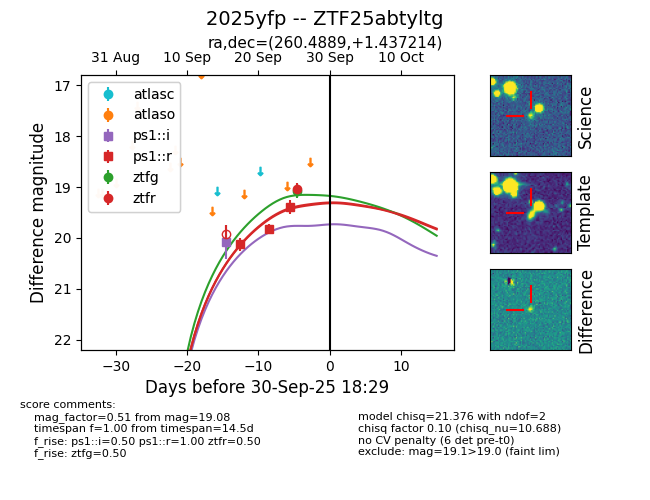 2025yfp -- ZTF25abtyltg
ra,dec=(260.4889,+1.437214)
31 Aug 10 Sep 20 Sep 30 Sep 10 Oct
17
18
19
20
21
22
Difference magnitude
atlasc
atlaso
ps1::i
ps1::r
ztfg
ztfr
−30 −20 −10 0 10
Days before 30-Sep-25 18:29
Science
Template
Difference
score comments:
mag_factor=0.51 from mag=19.08
timespan f=1.00 from timespan=14.5d
f_rise: ps1::i=0.50 ps1::r=1.00 ztfr=0.50
f_rise: ztfg=0.50
model chisq=21.376 with ndof=2
chisq factor 0.10 (chisq_nu=10.688)
no CV penalty (6 det pre-t0)
exclude: mag=19.1>19.0 (faint lim)